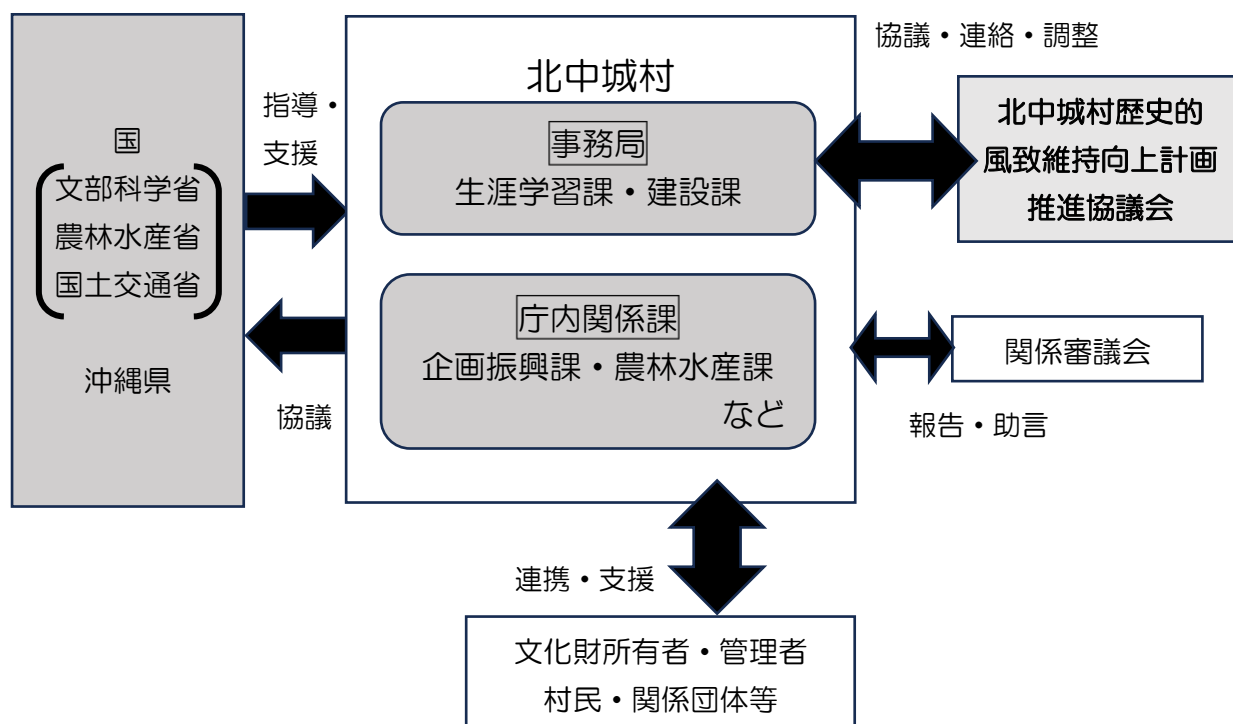 国
文部科学省
農林水産省
国土交通省
沖縄県
指導・
支援
協議
北中城村
事務局
生涯学習課・建設課
庁内関係課
企画振興課・農林水産課
など
協議・連絡・調整
北中城村歴史的
風致維持向上計画
推進協議会
関係審議会
報告・助言
連携・支援
文化財所有者・管理者
村民・関係団体等